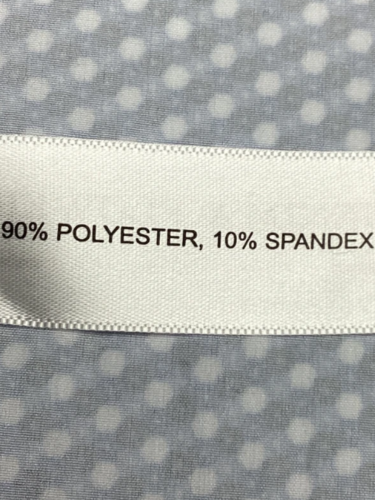 90% POLYESTER, 10% SPANDEX